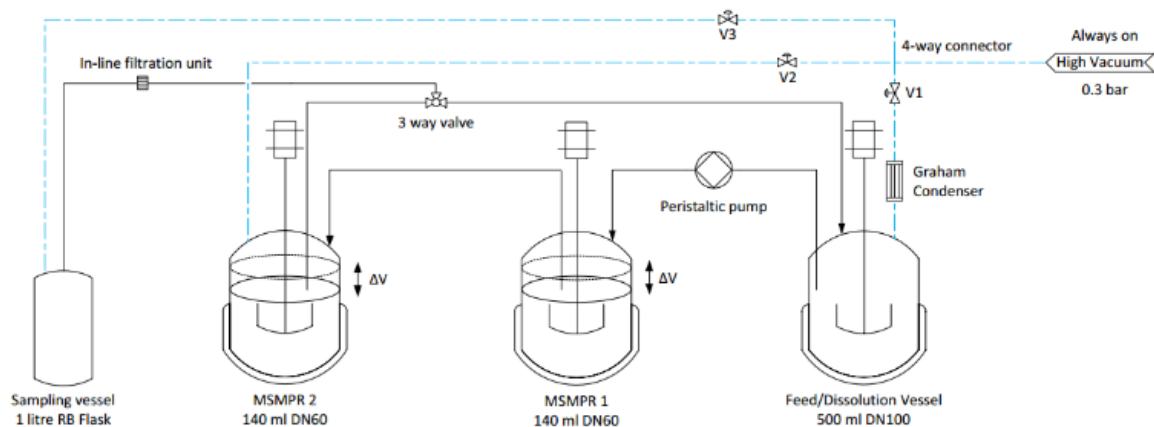 V3
4-way connector
Always on
In-line filtration unit
V2
High Vacuum
V1
0.3 bar
3 way valve
Graham
Condenser
Peristaltic pump
ΔV
ΔV
Sampling vessel
1 litre RB Flask
MSMPR 2
140 ml DN60
MSMPR 1
140 ml DN60
Feed/Dissolution Vessel
500 ml DN100